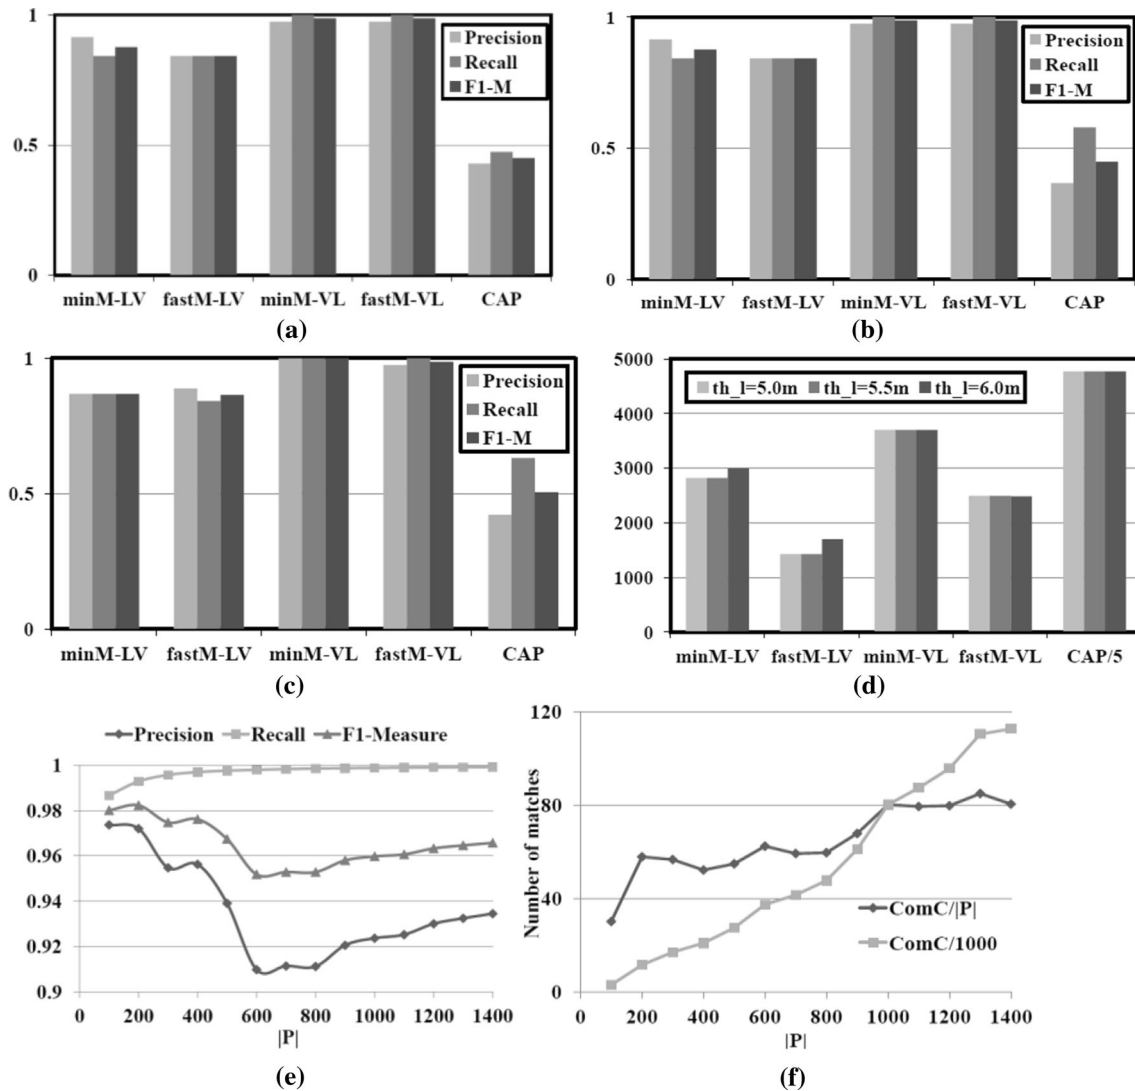 1
0.5
0
Precision
Recall
F1-M
minM-LV fastM-LV minM-VL fastM-VL CAP
(a)
1
0.5
0
Precision
Recall
F1-M
minM-LV fastM-LV minM-VL fastM-VL CAP
(b)
1
0.5
0
Precision
Recall
F1-M
minM-LV fastM-LV minM-VL fastM-VL CAP
(c)
5000
4000
3000
2000
1000
0
th_l=5.0m th_l=5.5m th_l=6.0m
minM-LV fastM-LV minM-VL fastM-VL CAP/5
(d)
Precision Recall F1-Measure
1
0.98
0.96
0.94
0.92
0.9
0 200 400 600 800 1000 1200 1400
|P|
(e)
Number of matches
120
80
40
0
ComC/|P|
ComC/1000
0 200 400 600 800 1000 1200 1400
|P|
(f)